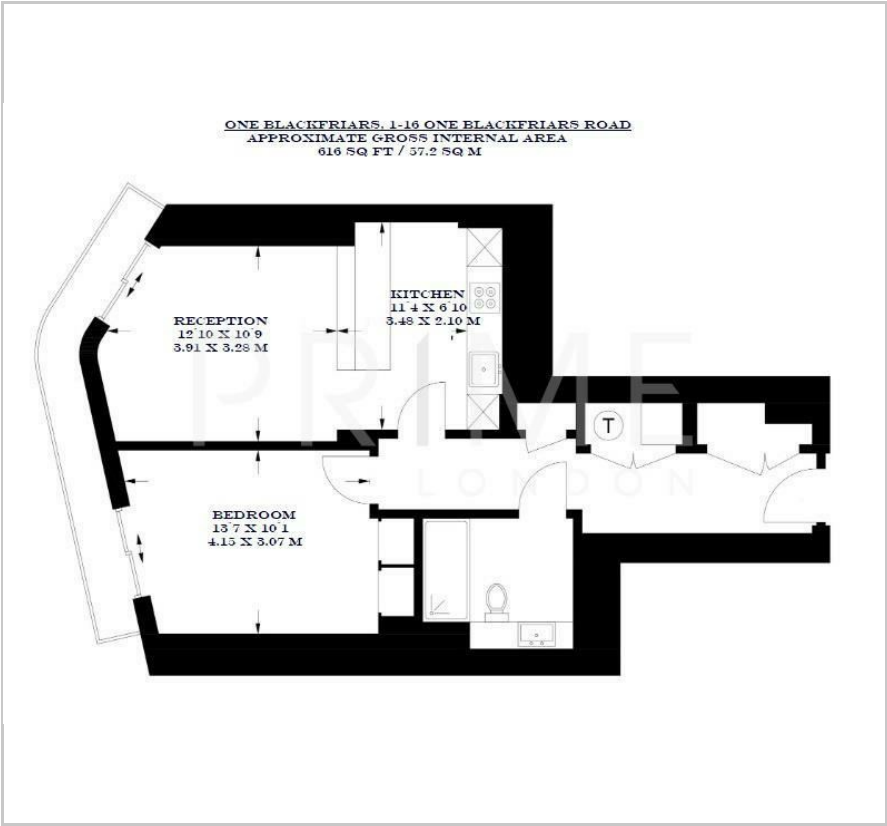 ONE BLACKFRIARS, 1-16 ONE BLACKFRIARS ROAD
APPROXIMATE GROSS INTERNAL AREA
616 SQ FT / 57.2 SQ M
KITCHEN
11'4 X 6'10
3.48 X 2.10 M
RECEPTION
12'10 X 10'9
3.91 X 3.28 M
PRIME
LONDON
T
BEDROOM
13'7 X 10'1
4.15 X 3.07 M